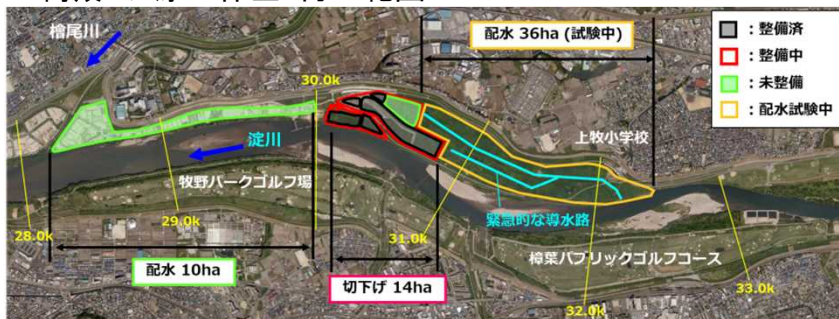 檜尾川
配水 36ha (試験中)
：整備済
：整備中
：未整備
：配水試験中
30.0k
上牧小学校
淀川
牧野パークゴルフ場
緊急的な導水路
28.0k
29.0k
31.0k
樟葉パブリックゴルフコース
配水 10ha
切下げ 14ha
32.0k
33.0k